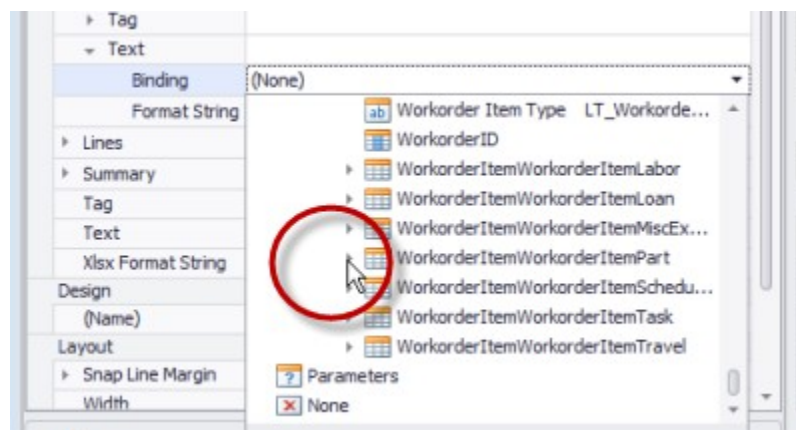 Tag
Text
Binding (None)
Format String
ab Workorder Item Type LT_Workorde...
WorkorderID
Lines
WorkorderItemWorkorderItemLabor
Summary
WorkorderItemWorkorderItemLoan
Tag
WorkorderItemWorkorderItemMiscEx...
Text
WorkorderItemWorkorderItemPart
Xlsx Format String
WorkorderItemWorkorderItemSchedu...
Design
WorkorderItemWorkorderItemTask
(Name)
WorkorderItemWorkorderItemTravel
Layout
Snap Line Margin
? Parameters
Width
None